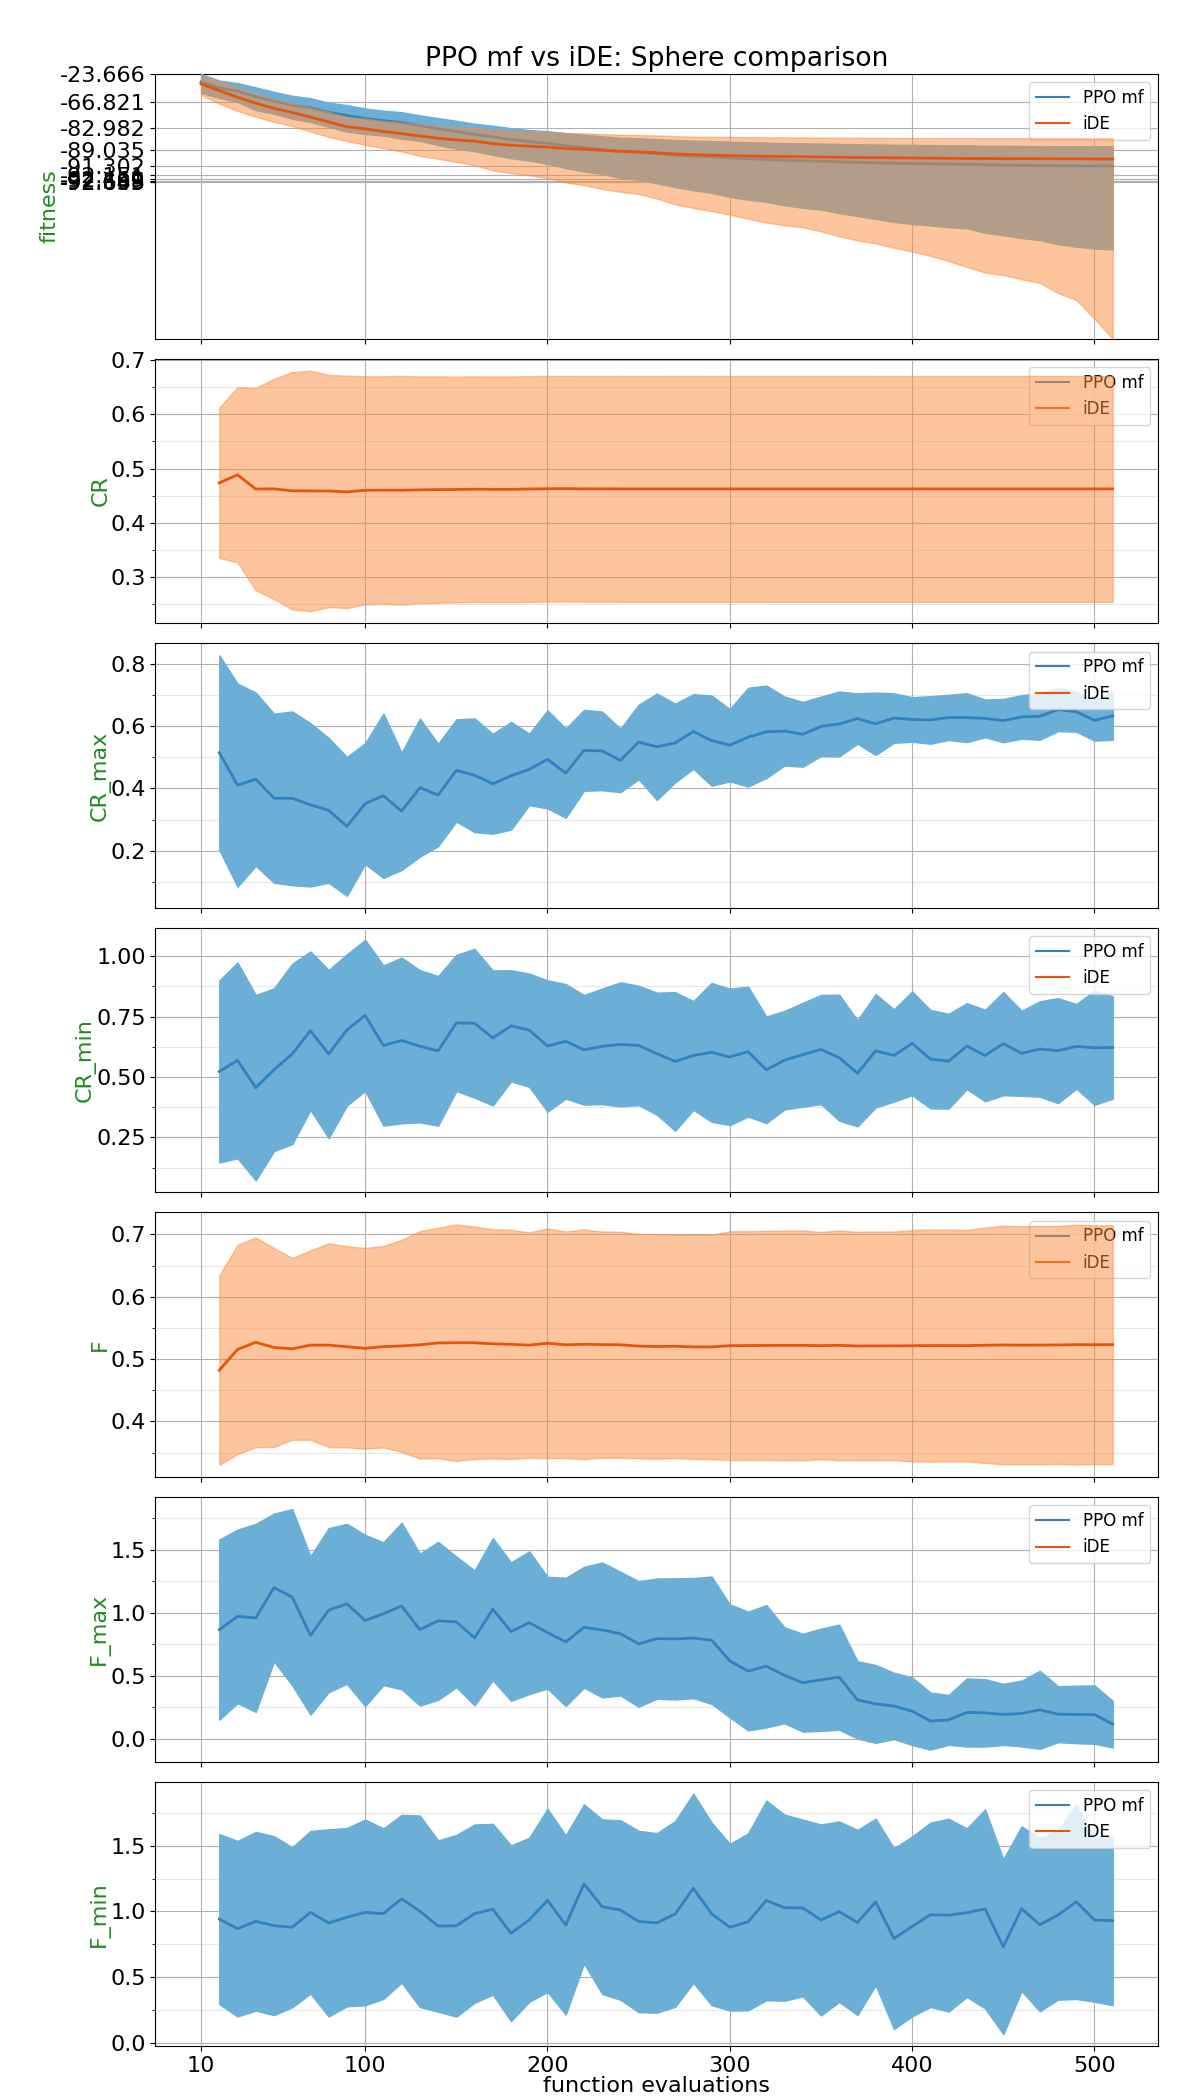 PPO mf vs iDE: Sphere comparison
-23.666
-66.821
-82.982
-89.035
-91.302
fitness
PPO mf
iDE
0.7
0.6
0.5
0.4
0.3
CR
PPO mf
iDE
0.8
0.6
0.4
0.2
CR_max
PPO mf
iDE
1.00
0.75
0.50
0.25
CR_min
PPO mf
iDE
0.7
0.6
0.5
0.4
F
PPO mf
iDE
1.5
1.0
0.5
0.0
F_max
PPO mf
iDE
1.5
1.0
0.5
0.0
F_min
PPO mf
iDE
10 100 200 300 400 500
function evaluations